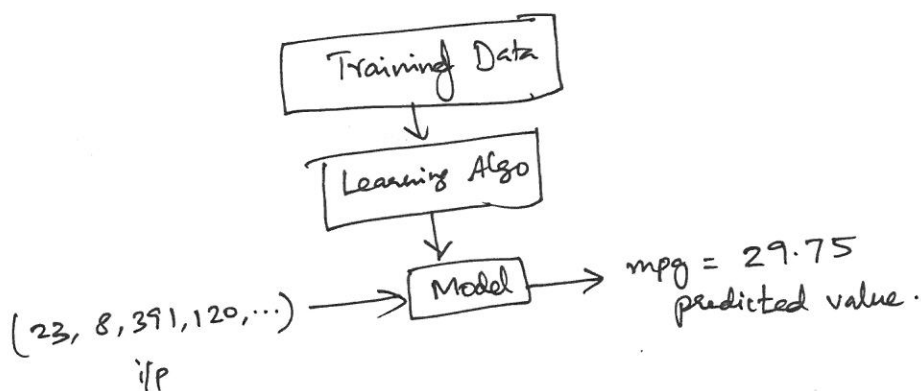 Training Data
Learning Algo
Model
mpg = 29.75
predicted value.
(23, 8, 391, 120, ...)
i/p